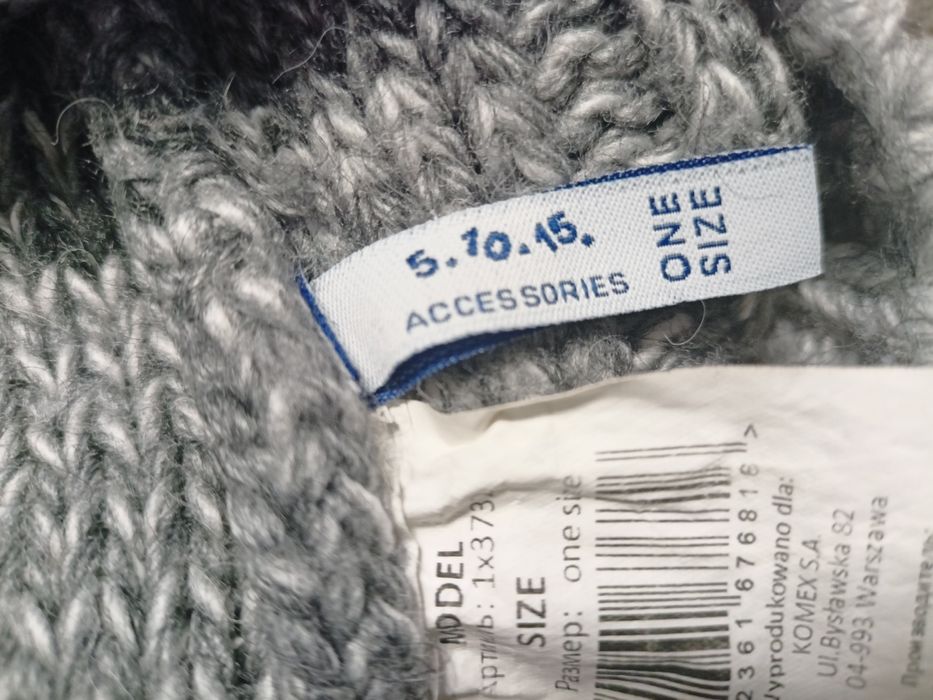 5.10.15.
ACCESSORIES
ONE
SIZE
MODEL
1x373
SIZE
Размер: one size
2361 676816 >
Wyprodukowano dla:
KOMEX S.A.
Ul.Bysławska 82
04-993 Warszawa